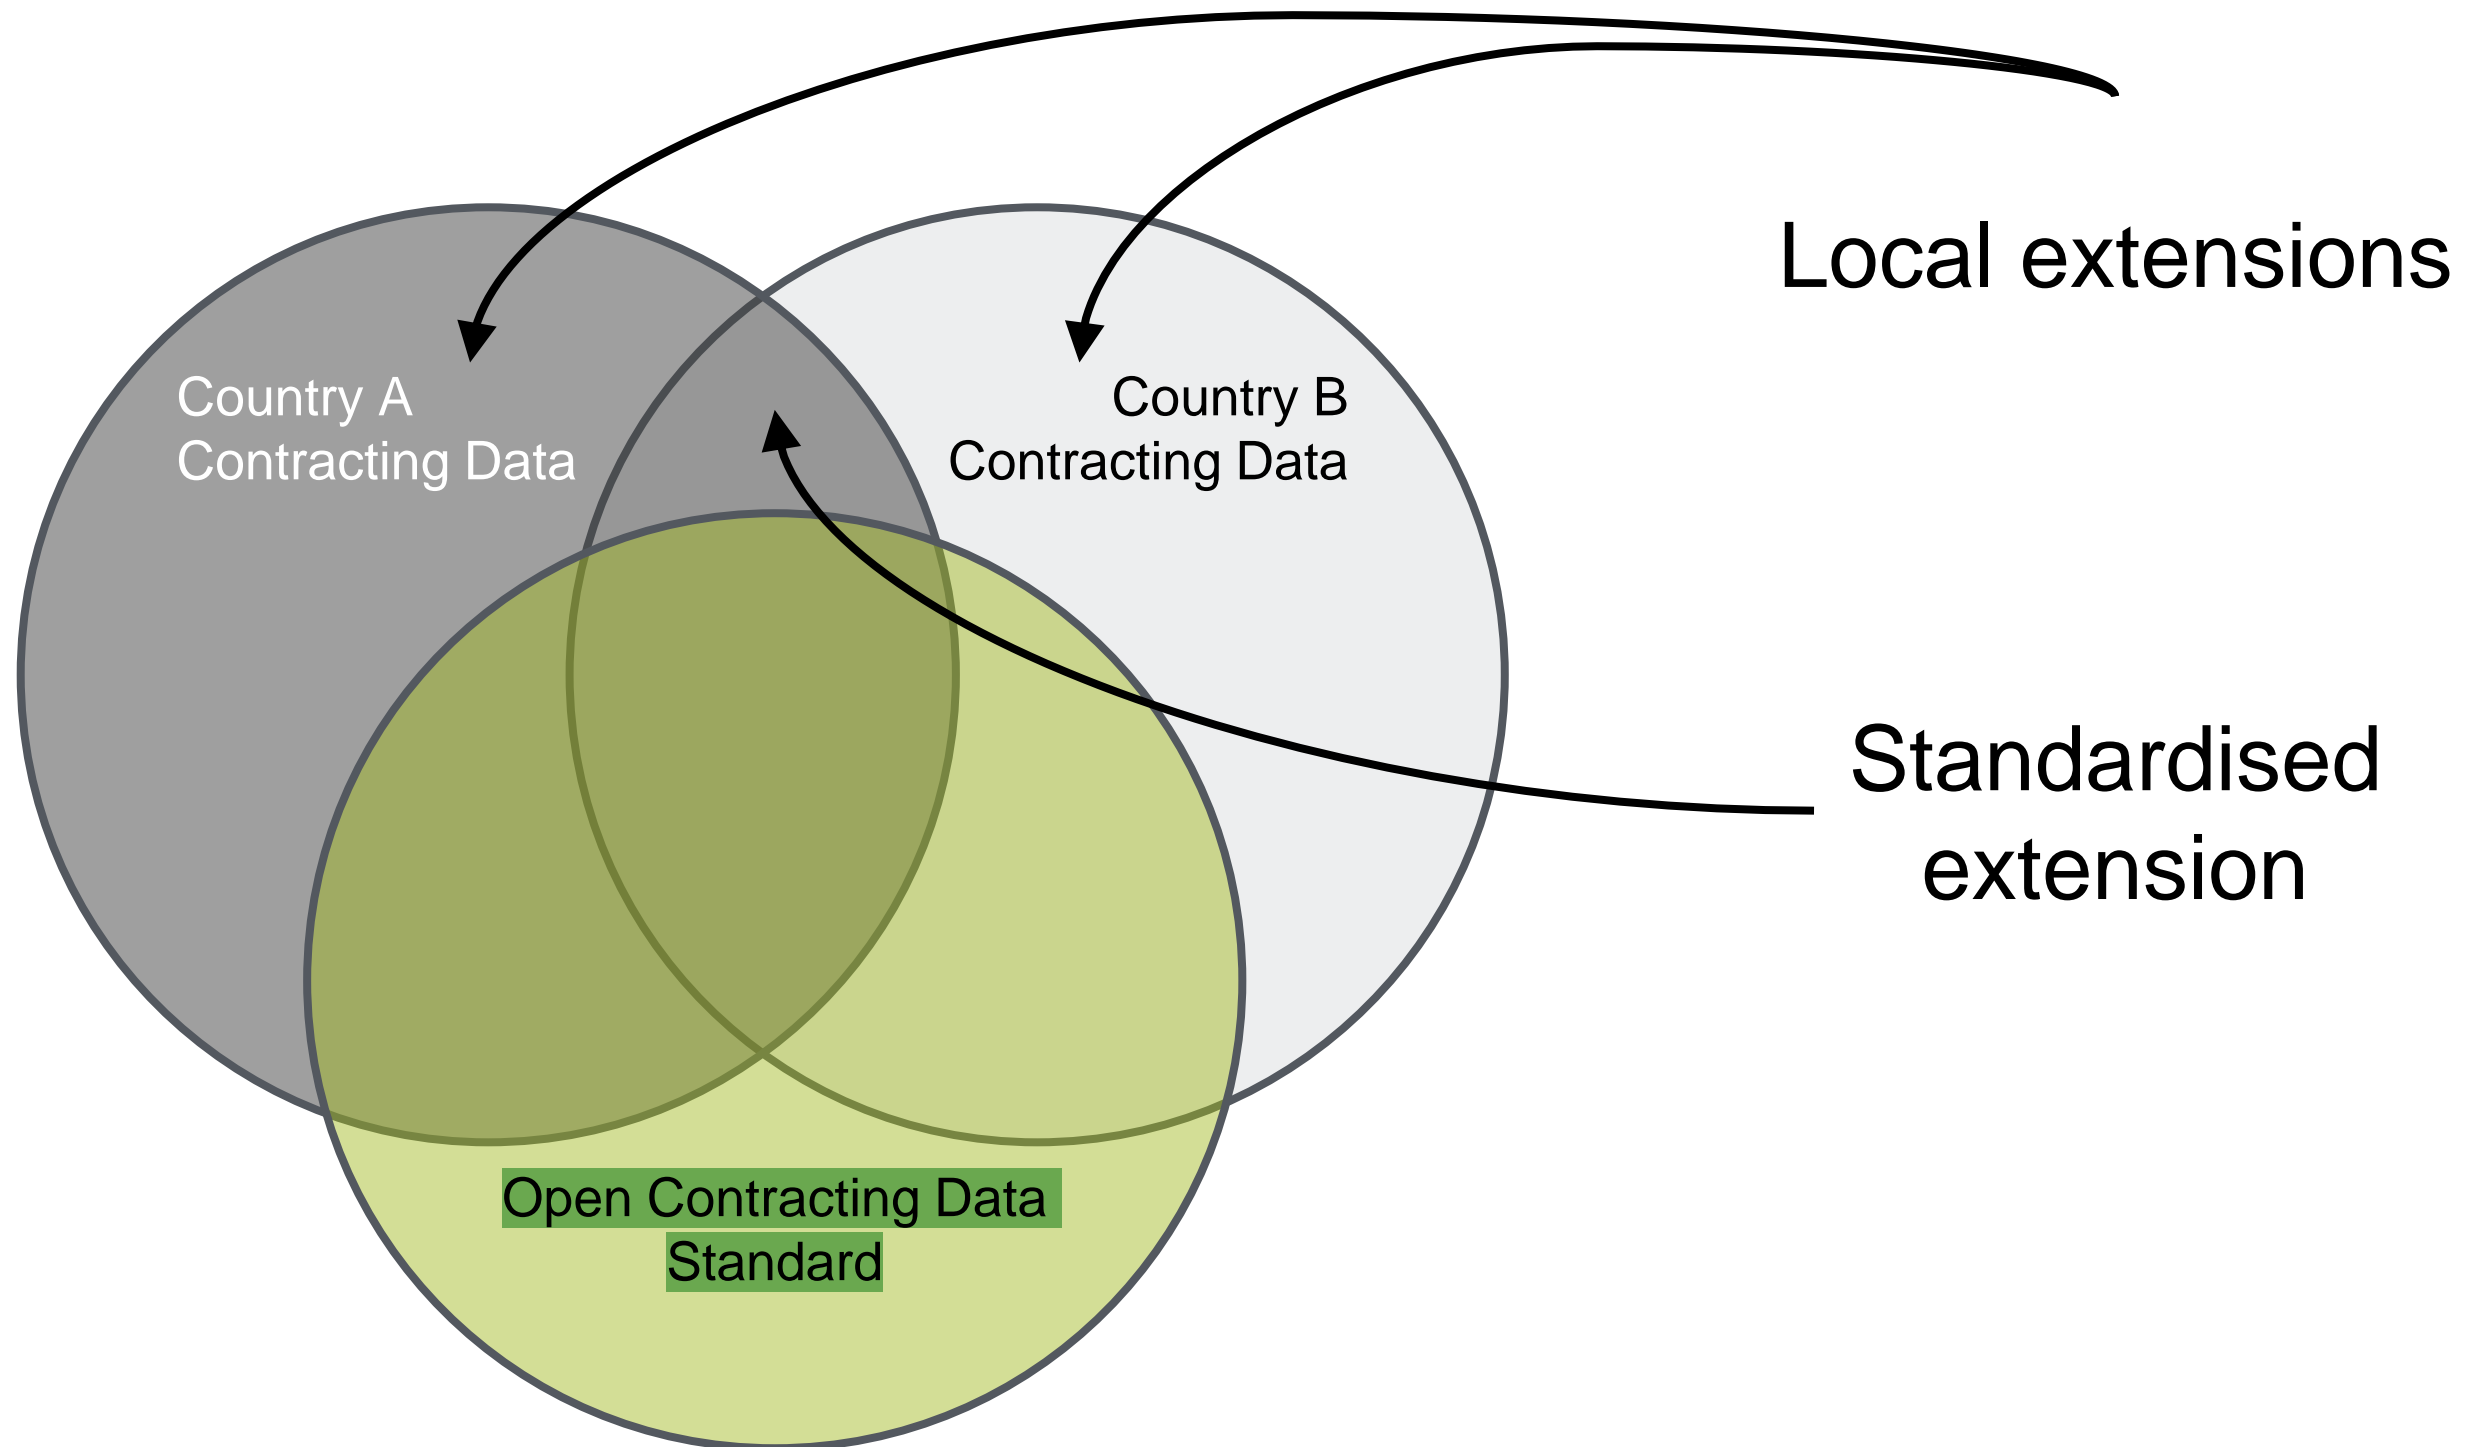 Local extensions
Country A
Contracting Data
Country B
Contracting Data
Standardised
extension
Open Contracting Data
Standard